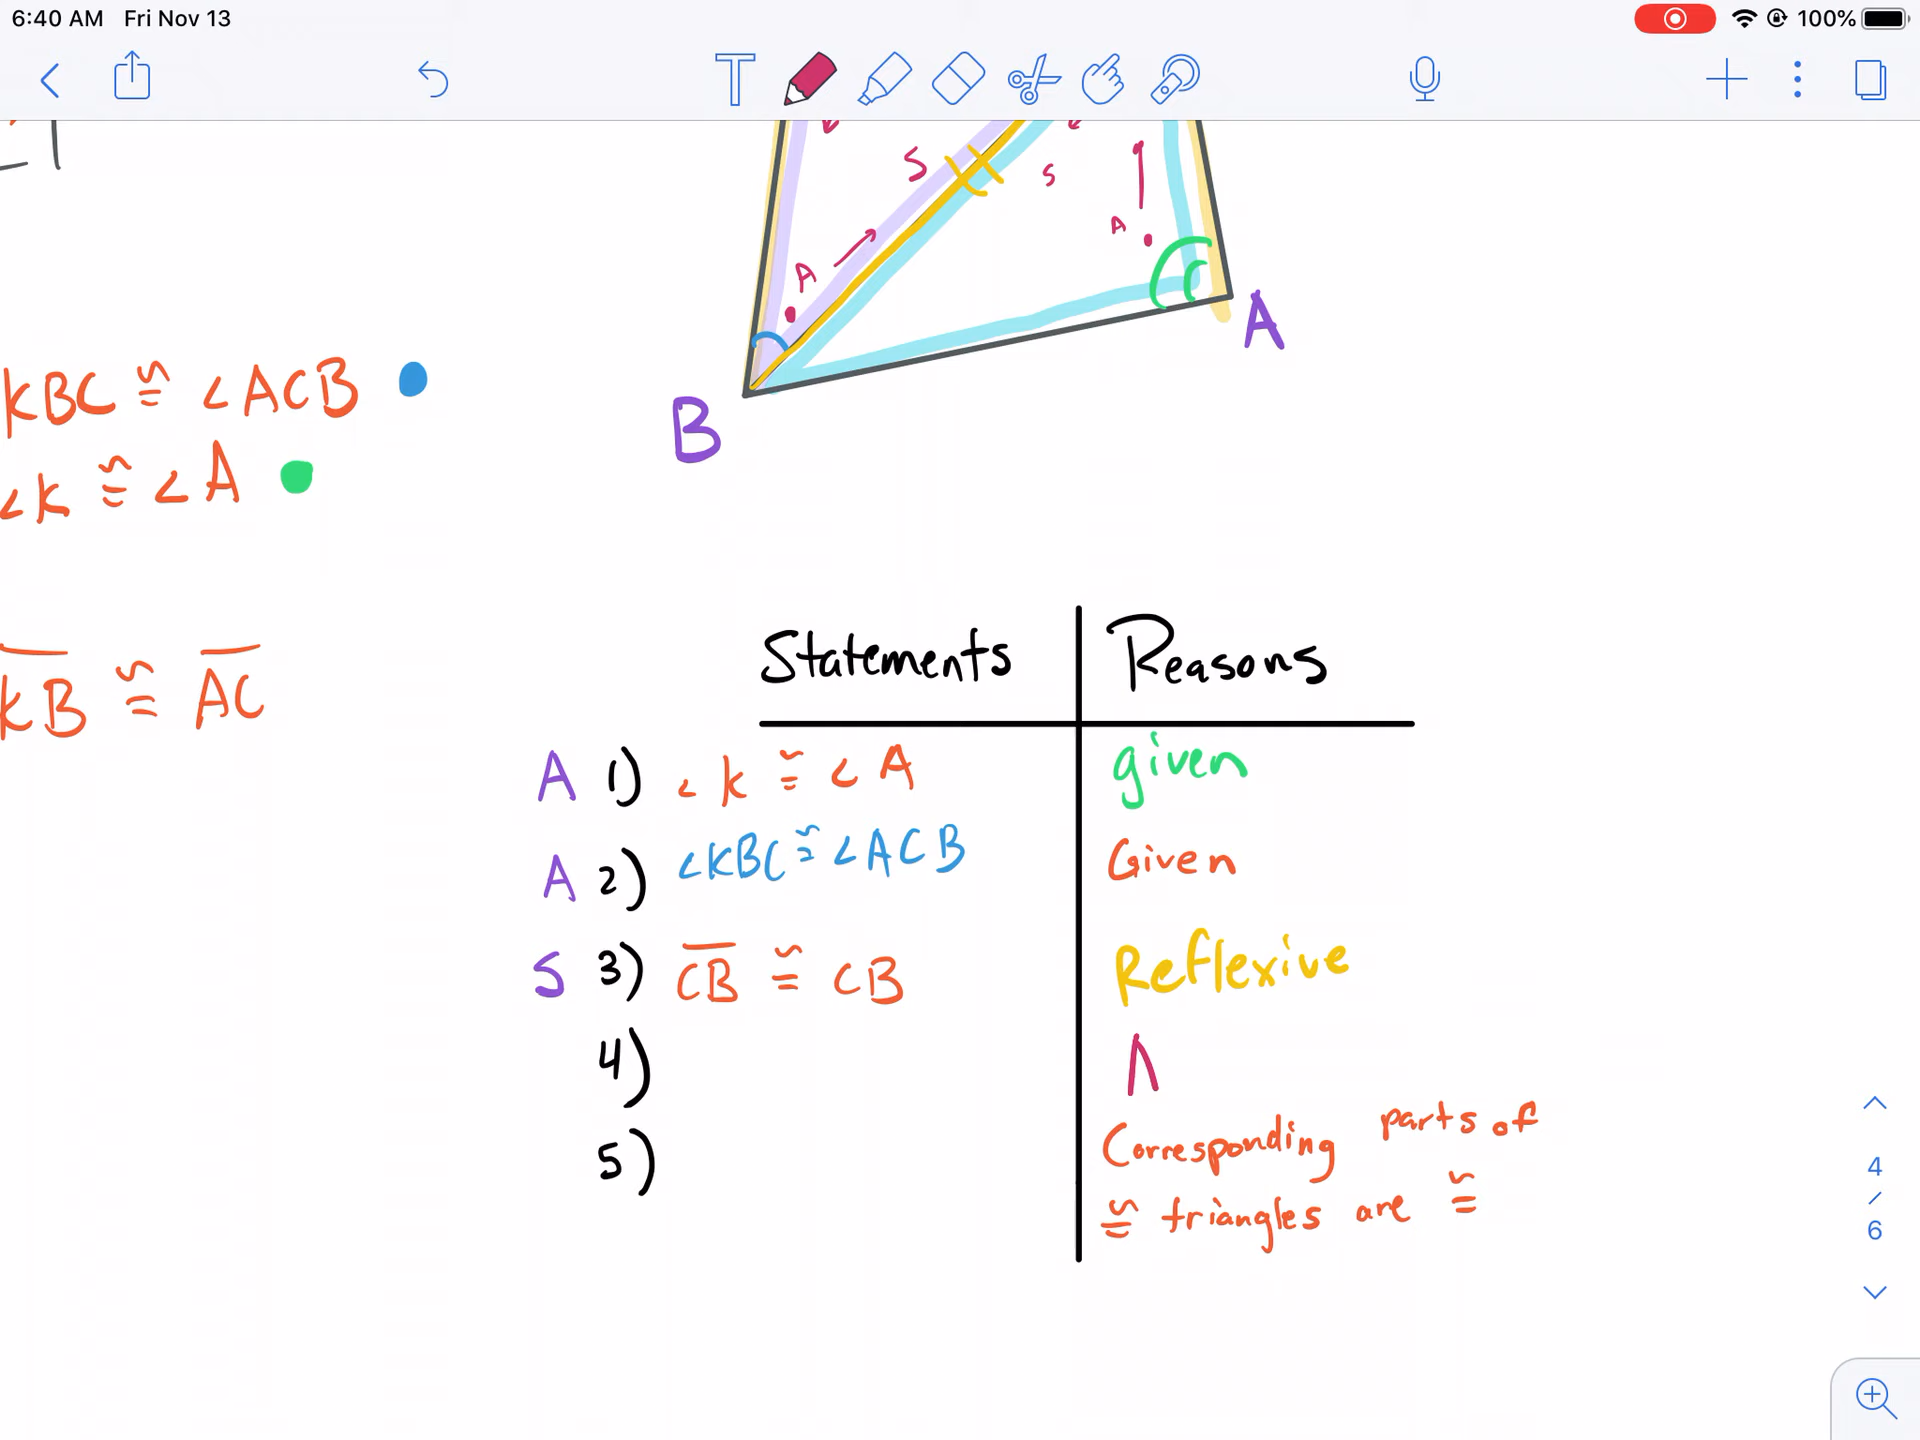 6:40 AM Fri Nov 13
100%
S
S
A
A
A
B
KBC ≅ ∠ACB
∠K ≅ ∠A
KB ≅ AC
Statements Reasons
A 1) ∠K ≅ ∠A given
A 2) ∠KBC ≅ ∠ACB Given
S 3) CB ≅ CB Reflexive
4)
5) Corresponding parts of
≅ triangles are ≅
4
/
6